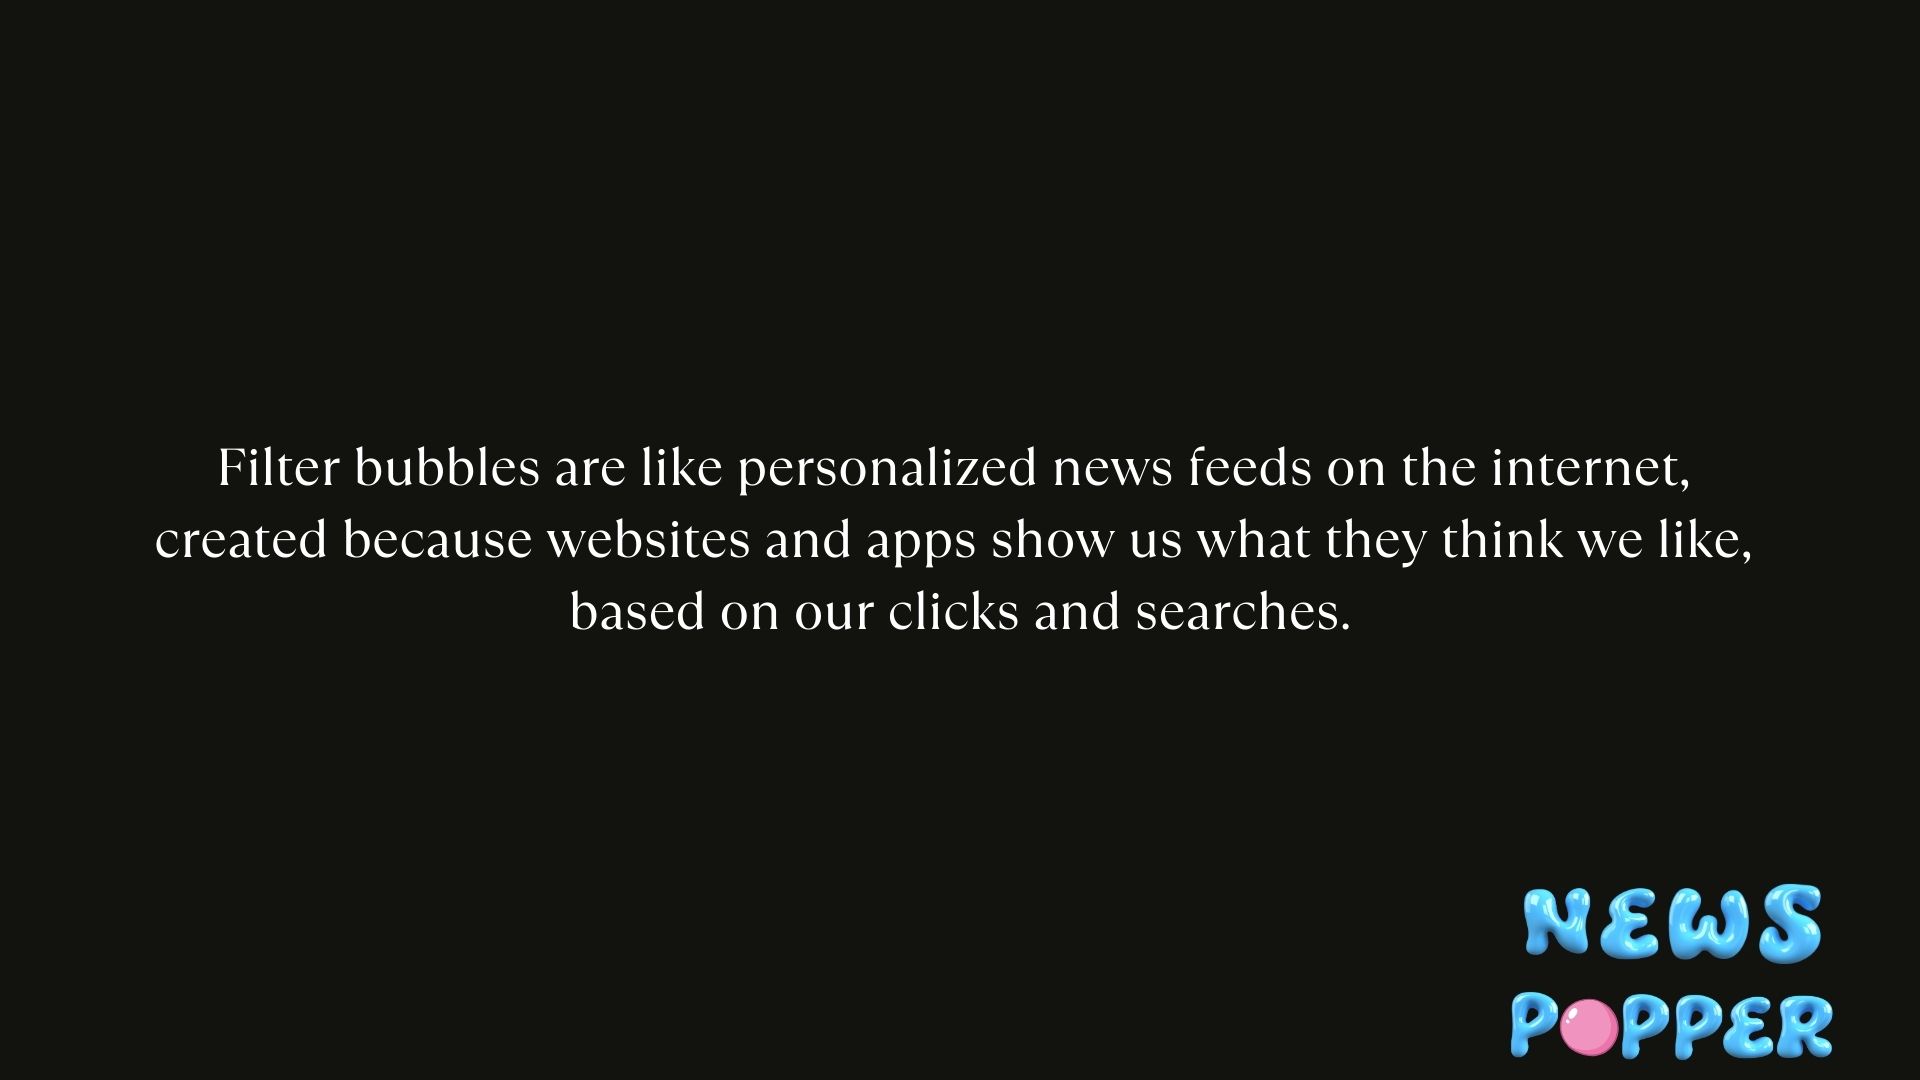 Filter bubbles are like personalized news feeds on the internet,
created because websites and apps show us what they think we like,
based on our clicks and searches.
NEWS
POPPER